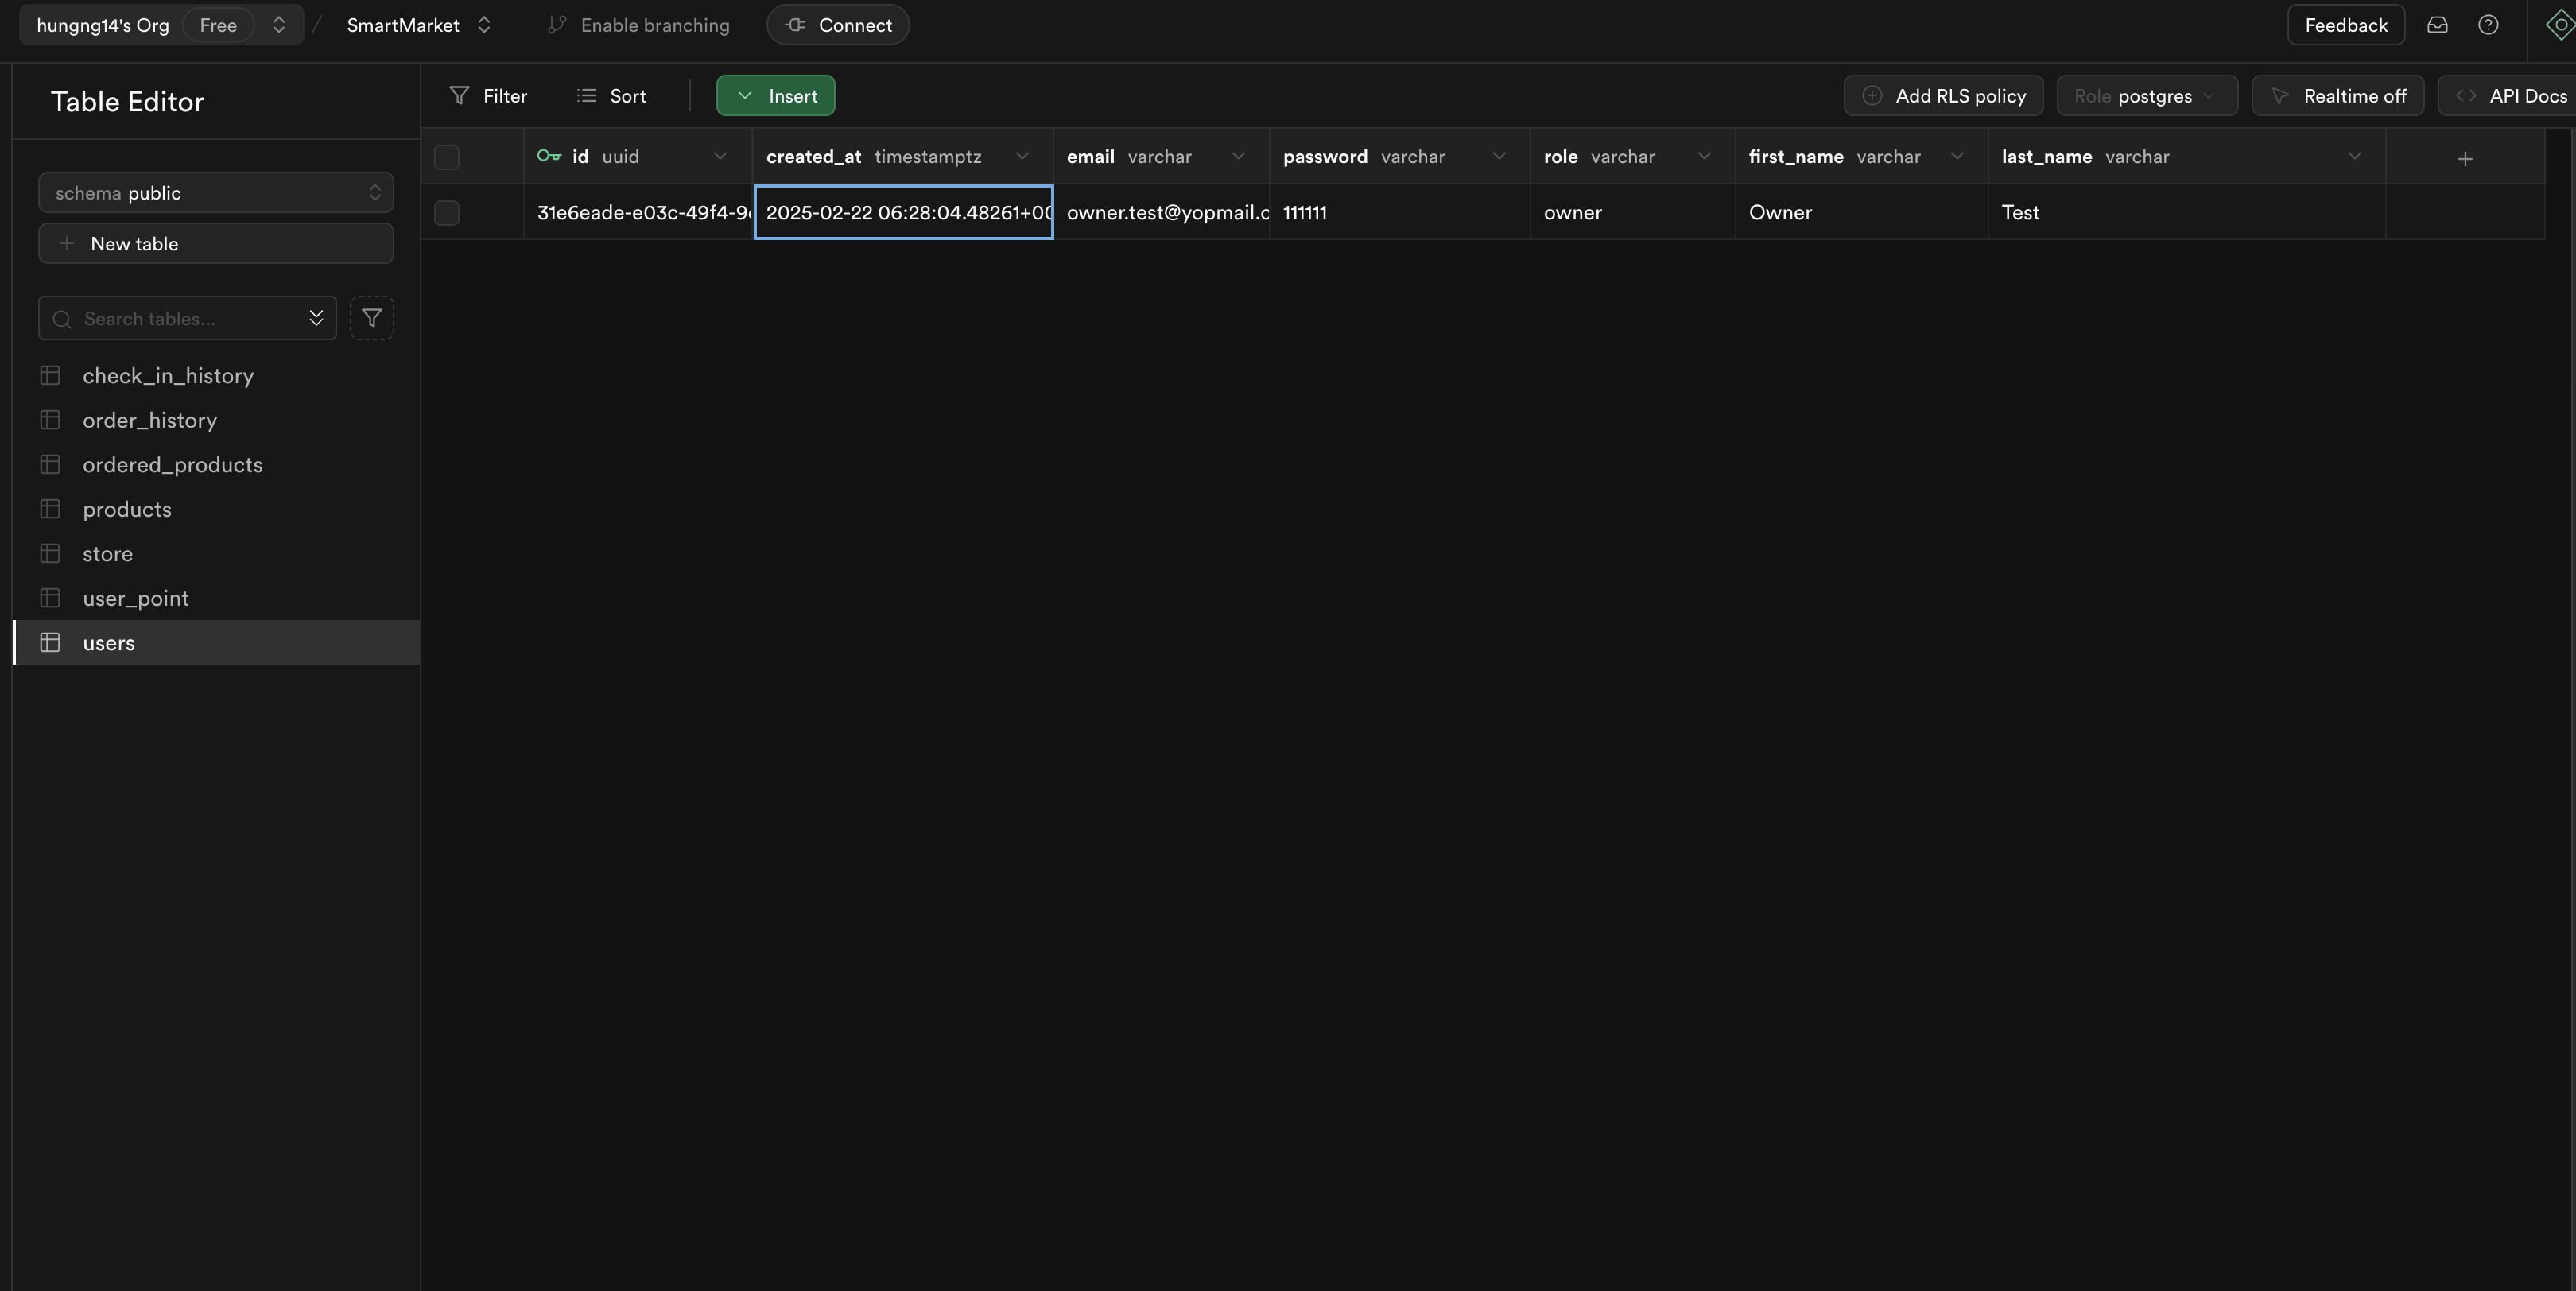 hungng14's Org Free / SmartMarket Enable branching Connect Feedback
Table Editor
schema public
New table
Search tables...
check_in_history
order_history
ordered_products
products
store
user_point
users
Filter Sort Insert Add RLS policy Role postgres Realtime off API Docs
id uuid created_at timestamptz email varchar password varchar role varchar first_name varchar last_name varchar
31e6eade-e03c-49f4-9 2025-02-22 06:28:04.48261+00 owner.test@yopmail.c 111111 owner Owner Test